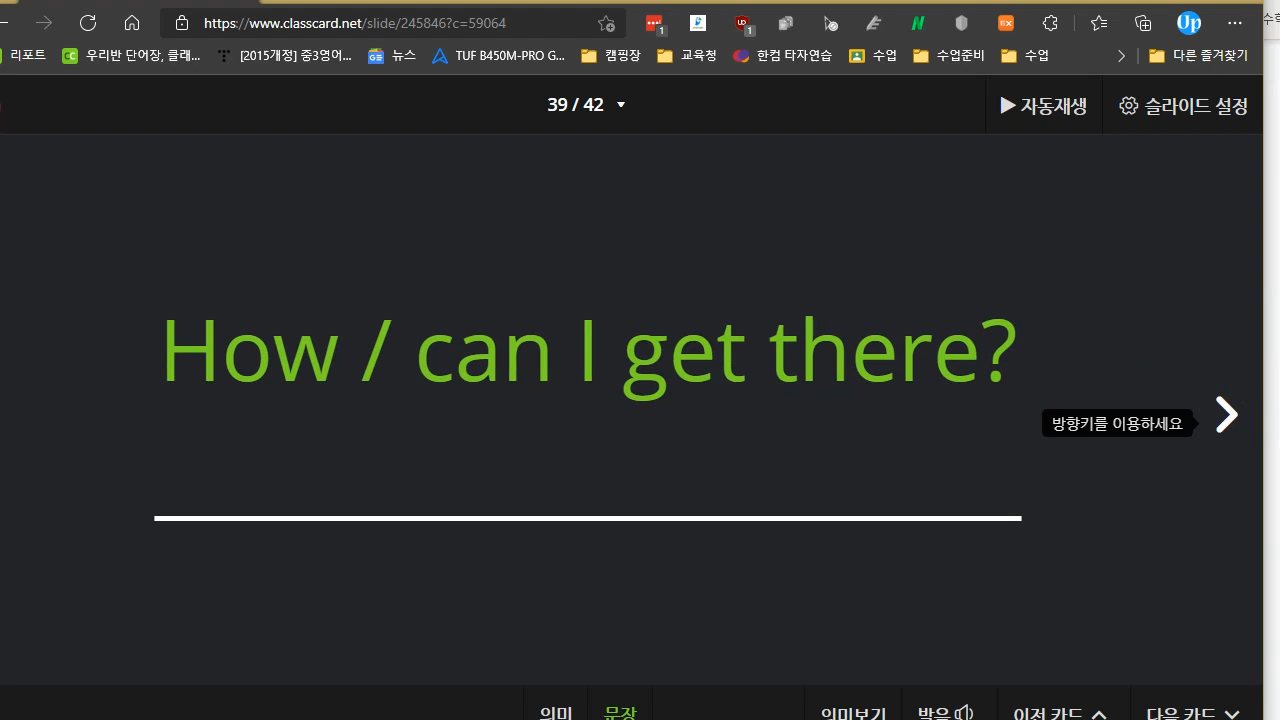 https://www.classcard.net/slide/245846?c=59064
리포트 우리반 단어장, 클래... [2015개정] 중3영어... 뉴스 TUF B450M-PRO G... 캠핑장 교육청 한컴 타자연습 수업 수업준비 수업 다른 즐겨찾기
39 / 42 자동재생 슬라이드 설정
How / can I get there?
방향키를 이용하세요
의미 문장 의미보기 발음 이전 카드 다음 카드